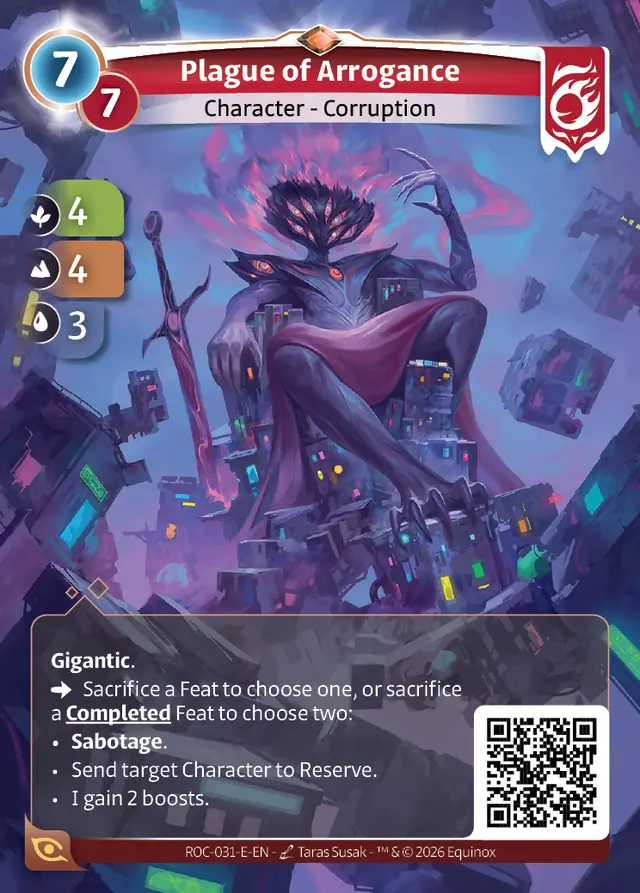 7
7
Plague of Arrogance
Character - Corruption
4
4
3
Gigantic.
Sacrifice a Feat to choose one, or sacrifice
a Completed Feat to choose two:
• Sabotage.
• Send target Character to Reserve.
• I gain 2 boosts.
ROC-031-E-EN - Taras Susak - ™ & © 2026 Equinox